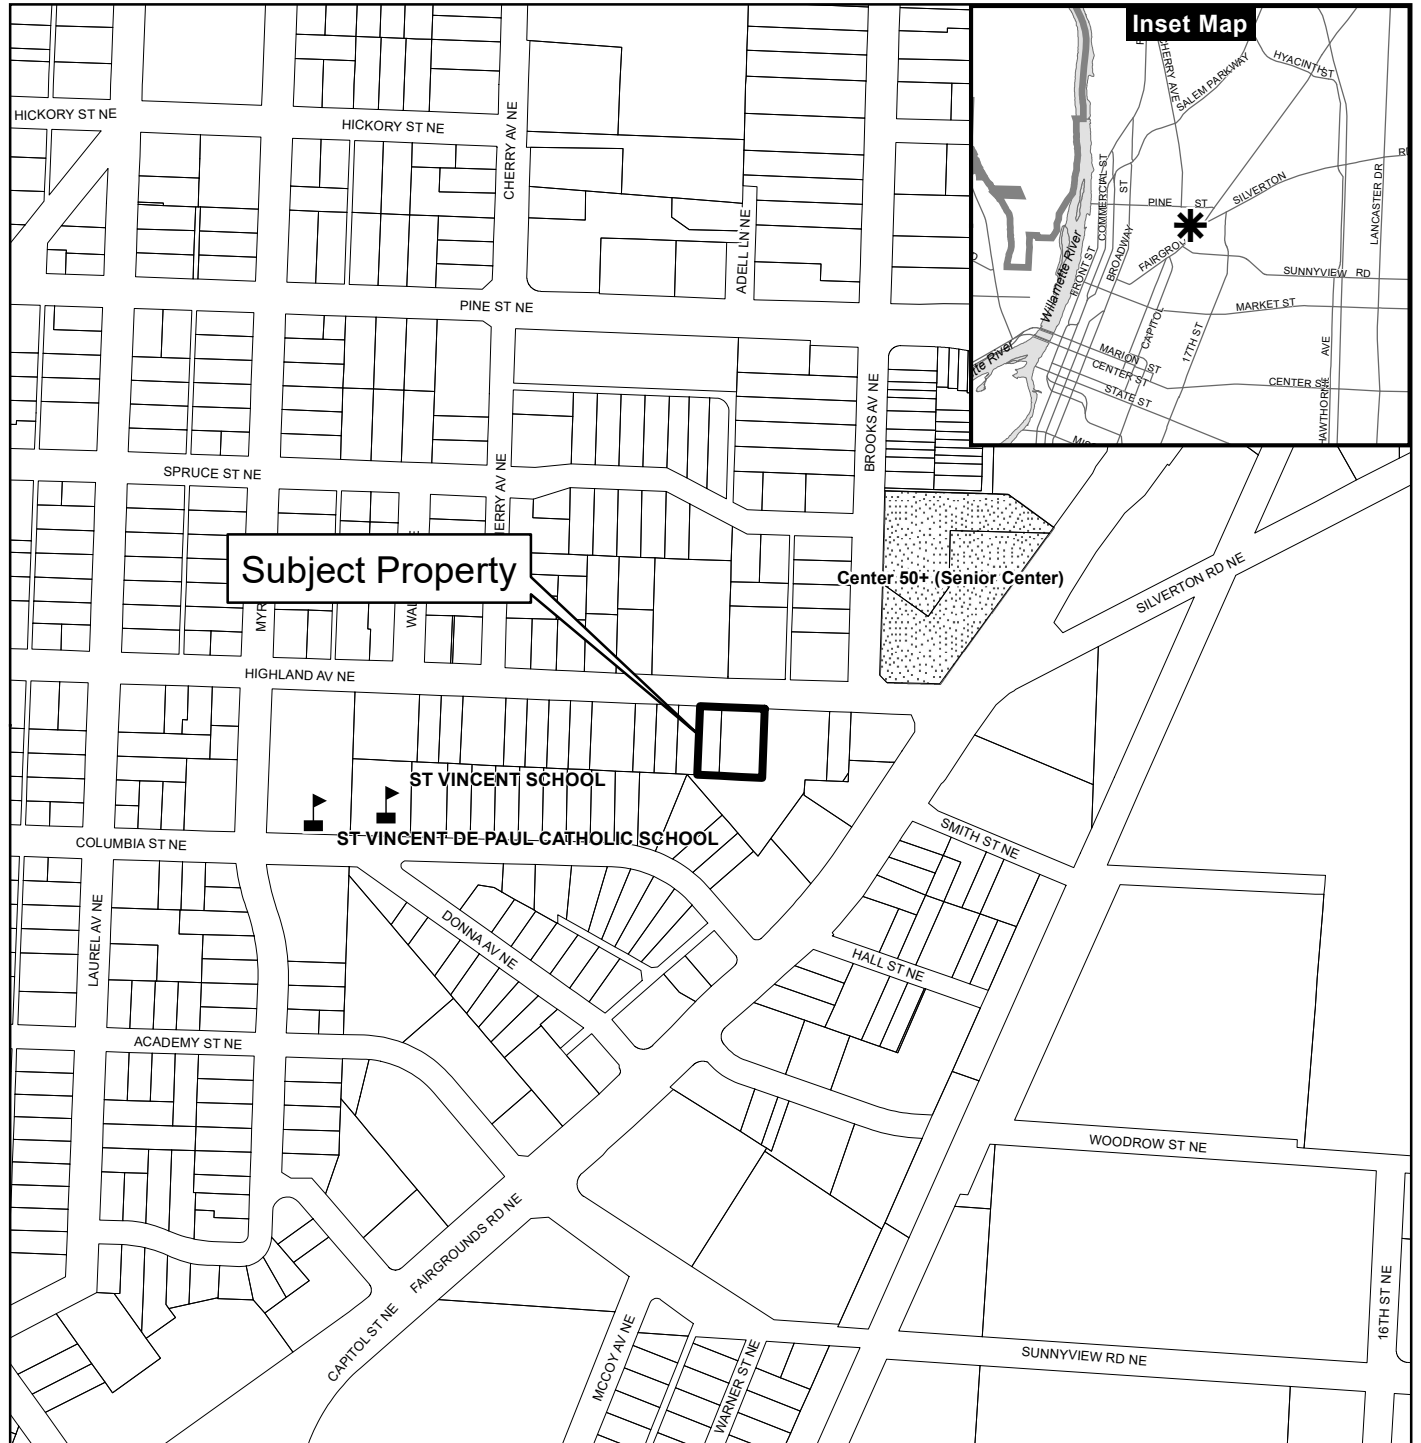 Inset Map
HYACINTH ST
CHERRY AVE
SALEM PARKWAY
HICKORY ST NE
HICKORY ST NE
CHERRY AV NE
COMMERCIAL ST
ST
LANCASTER DR
SILVERTON
PINE ST
ADELL LN NE
BROADWAY
FRONT ST
Willamette River
SUNNYVIEW RD
PINE ST NE
MARKET ST
CAPITOL
17TH ST
AVE
MARION ST
CENTER ST
CENTER ST
STATE ST
HAWTHORNE
BROOKS AV NE
SPRUCE ST NE
Subject Property
Center 50+ (Senior Center)
SILVERTON RD NE
HIGHLAND AV NE
ST VINCENT SCHOOL
ST VINCENT DE PAUL CATHOLIC SCHOOL
COLUMBIA ST NE
SMITH ST NE
LAUREL AV NE
DONNA AV NE
HALL ST NE
ACADEMY ST NE
WOODROW ST NE
FAIRGROUNDS RD NE
CAPITOL ST NE
MCCOY AV NE
WARNER ST NE
SUNNYVIEW RD NE
16TH ST NE